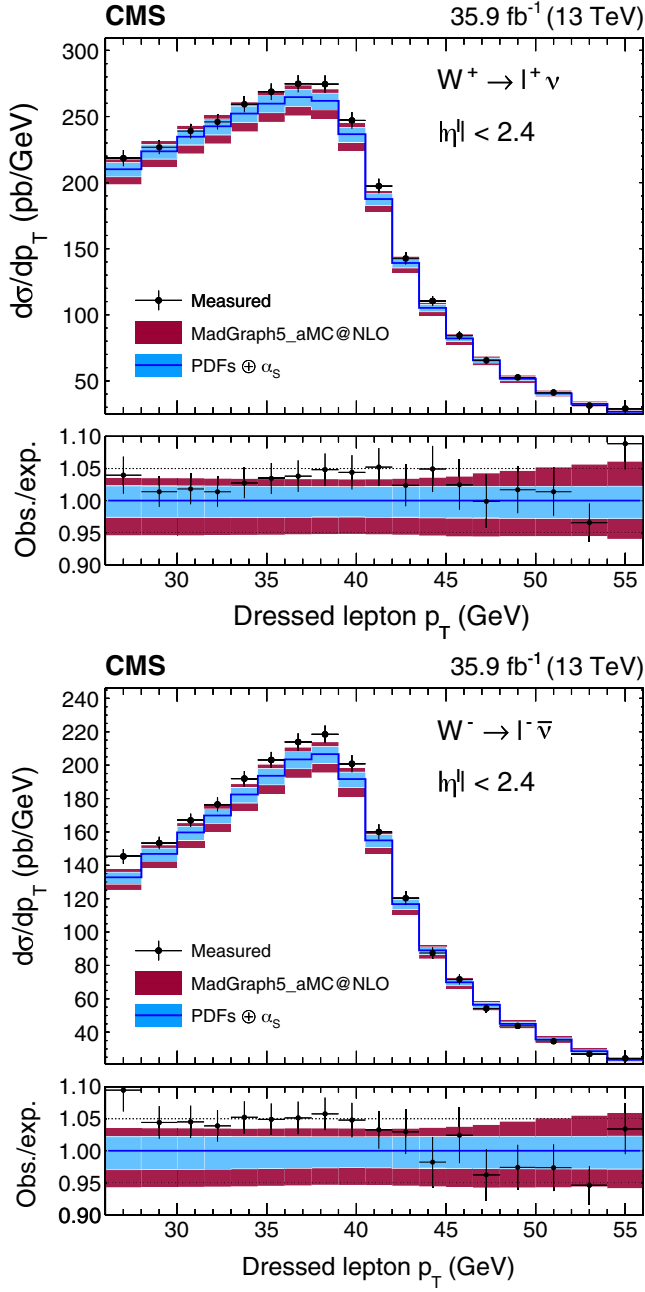 CMS 35.9 fb⁻¹ (13 TeV)
300
250
200
150
100
50
dσ/dp_T (pb/GeV)
W⁺ → l⁺ ν
|ηˡ| < 2.4
Measured
MadGraph5_aMC@NLO
PDFs ⊕ α_S
1.10
1.05
1.00
0.95
0.90
Obs./exp.
30 35 40 45 50 55
Dressed lepton p_T (GeV)
CMS 35.9 fb⁻¹ (13 TeV)
240
220
200
180
160
140
120
100
80
60
40
dσ/dp_T (pb/GeV)
W⁻ → l⁻ ν̅
|ηˡ| < 2.4
Measured
MadGraph5_aMC@NLO
PDFs ⊕ α_S
1.10
1.05
1.00
0.95
0.90
Obs./exp.
30 35 40 45 50 55
Dressed lepton p_T (GeV)